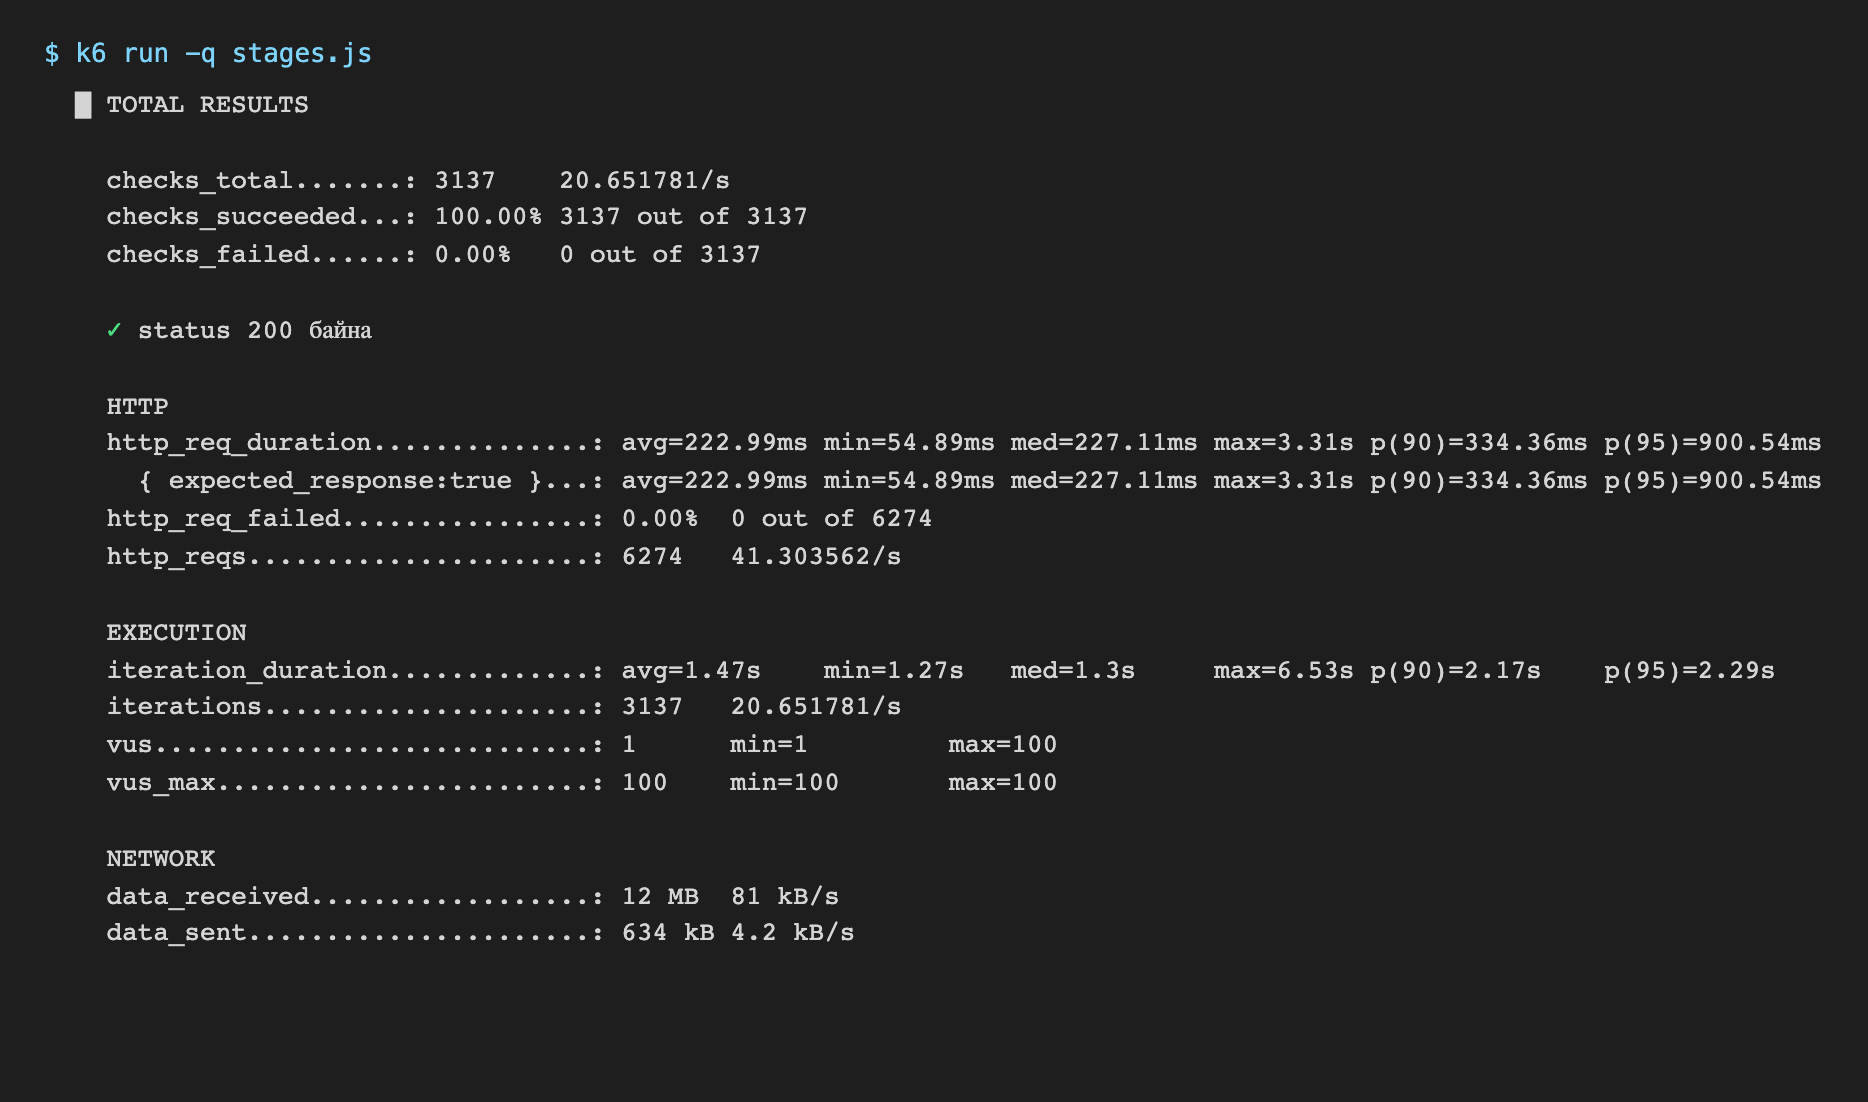 $ k6 run -q stages.js
█ TOTAL RESULTS
checks_total.......: 3137    20.651781/s
checks_succeeded...: 100.00% 3137 out of 3137
checks_failed......: 0.00%   0 out of 3137
✓ status 200 байна
HTTP
http_req_duration..............: avg=222.99ms min=54.89ms med=227.11ms max=3.31s p(90)=334.36ms p(95)=900.54ms
{ expected_response:true }...: avg=222.99ms min=54.89ms med=227.11ms max=3.31s p(90)=334.36ms p(95)=900.54ms
http_req_failed................: 0.00%  0 out of 6274
http_reqs......................: 6274   41.303562/s
EXECUTION
iteration_duration.............: avg=1.47s    min=1.27s   med=1.3s     max=6.53s p(90)=2.17s    p(95)=2.29s
iterations.....................: 3137   20.651781/s
vus............................: 1      min=1         max=100
vus_max........................: 100    min=100       max=100
NETWORK
data_received..................: 12 MB  81 kB/s
data_sent......................: 634 kB 4.2 kB/s